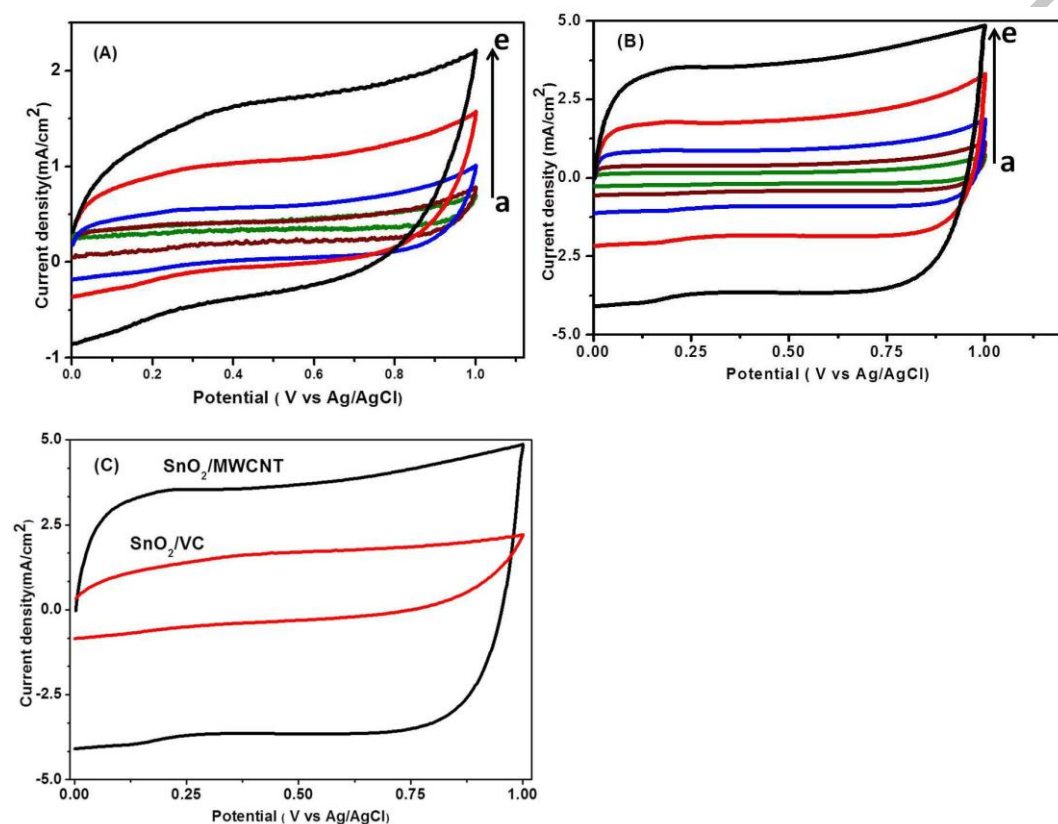 (A)
e
a
2
1
0
-1
Current density(mA/cm²)
0.0 0.2 0.4 0.6 0.8 1.0
Potential ( V vs Ag/AgCl)
(B)
e
a
5.0
2.5
0.0
-2.5
-5.0
Current density (mA/cm²)
0.00 0.25 0.50 0.75 1.00
Potential ( V vs Ag/AgCl)
(C)
SnO₂/MWCNT
SnO₂/VC
5.0
2.5
0.0
-2.5
-5.0
Current density(mA/cm²)
0.00 0.25 0.50 0.75 1.00
Potential ( V vs Ag/AgCl)